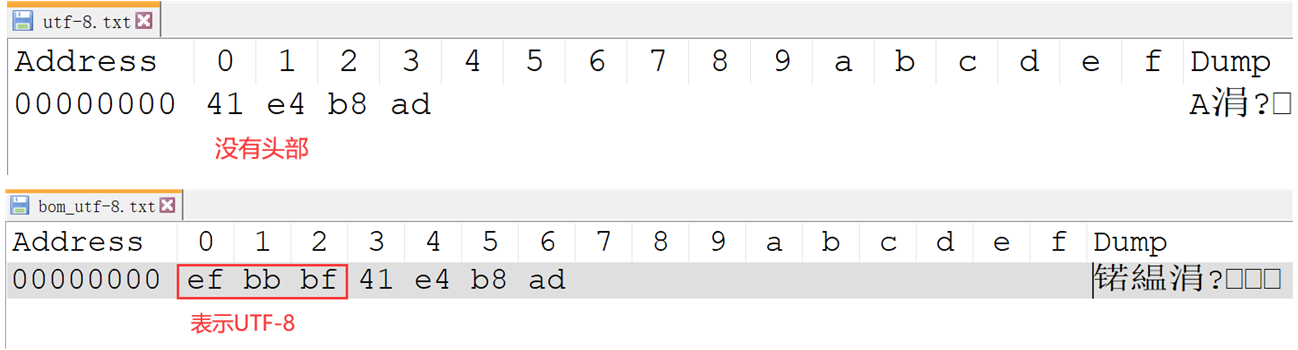 utf-8.txt
Address 0 1 2 3 4 5 6 7 8 9 a b c d e f Dump
00000000 41 e4 b8 ad A涓?□
没有头部
bom_utf-8.txt
Address 0 1 2 3 4 5 6 7 8 9 a b c d e f Dump
00000000 ef bb bf 41 e4 b8 ad 锘緼涓?□□□
表示UTF-8